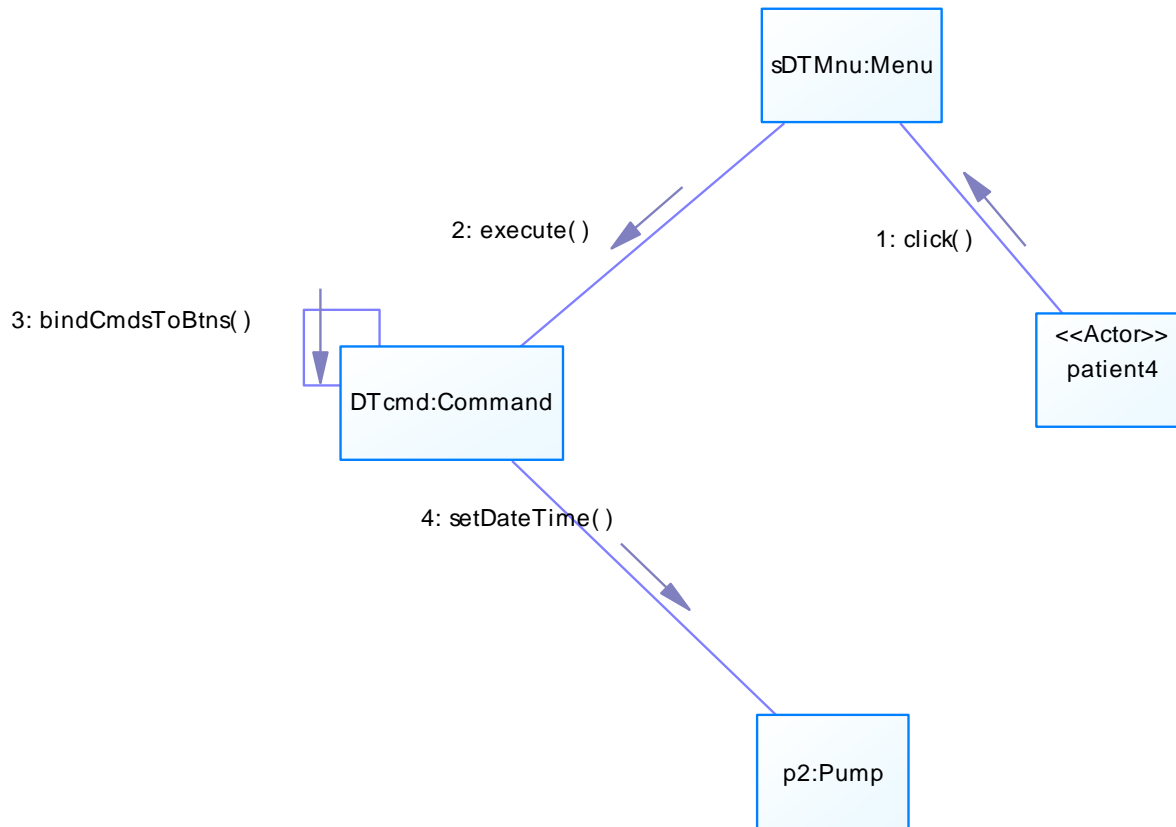 sDTMnu:Menu
2: execute( )
1: click( )
3: bindCmdsToBtns( )
<<Actor>>
patient4
DTcmd:Command
4: setDateTime( )
p2:Pump